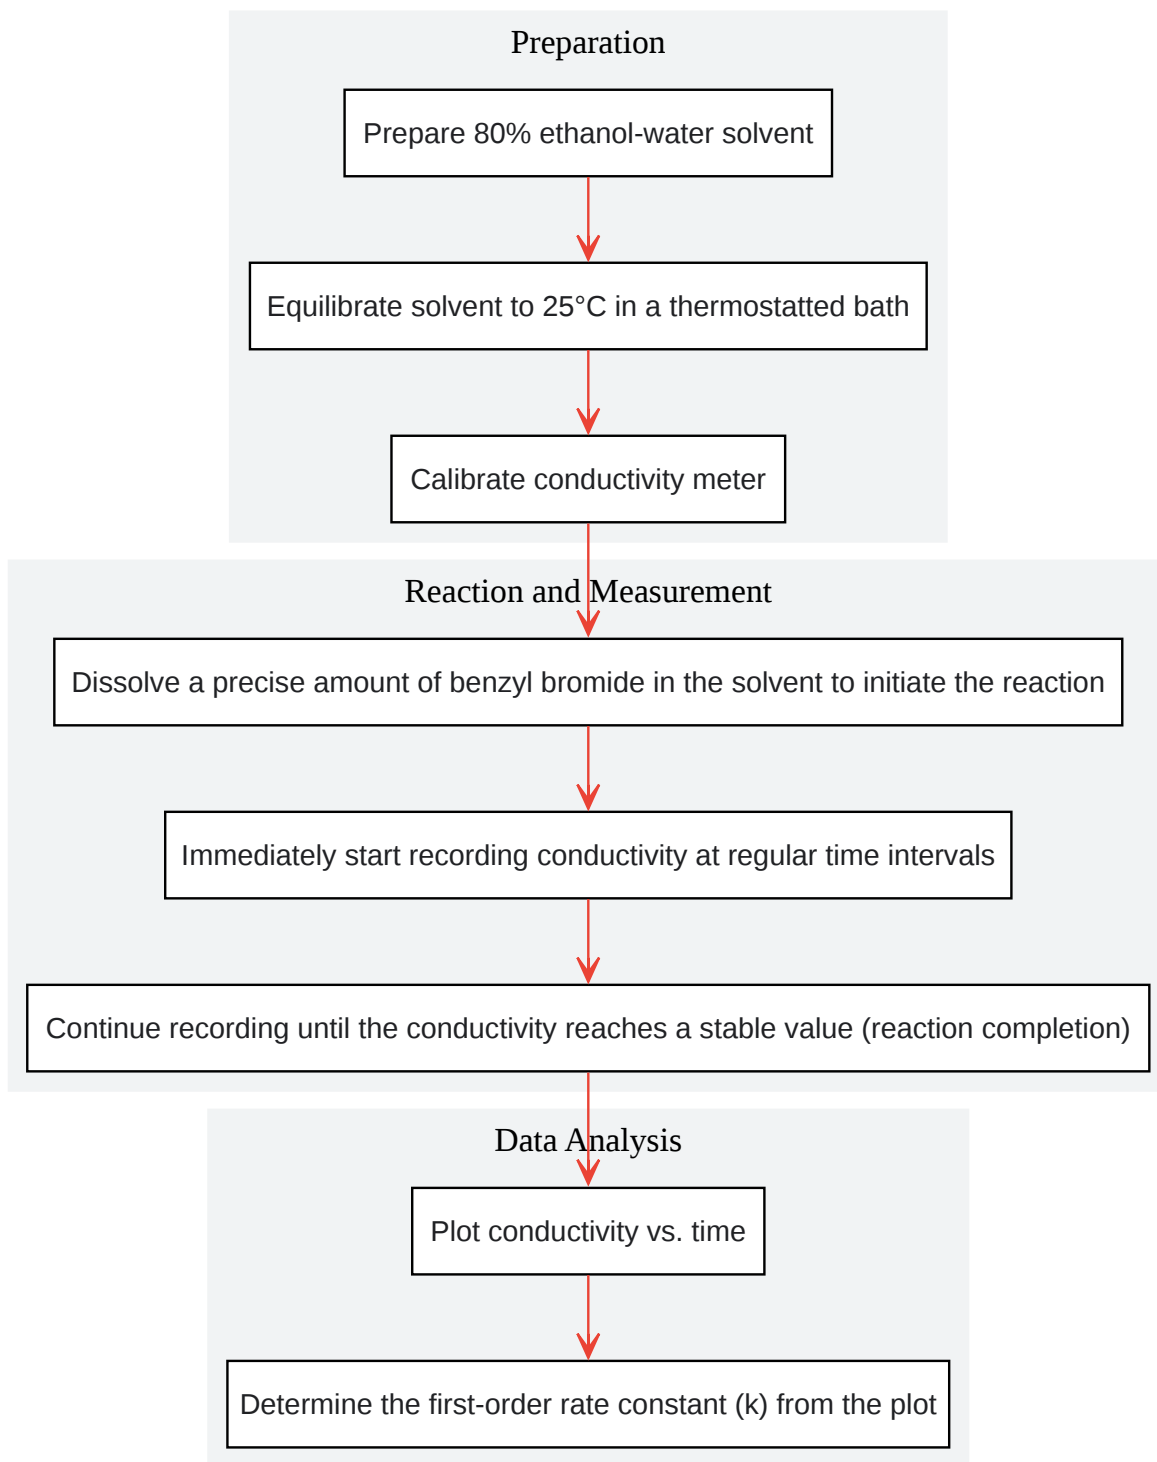 Preparation
Prepare 80% ethanol-water solvent
Equilibrate solvent to 25°C in a thermostatted bath
Calibrate conductivity meter
Reaction and Measurement
Dissolve a precise amount of benzyl bromide in the solvent to initiate the reaction
Immediately start recording conductivity at regular time intervals
Continue recording until the conductivity reaches a stable value (reaction completion)
Data Analysis
Plot conductivity vs. time
Determine the first-order rate constant (k) from the plot